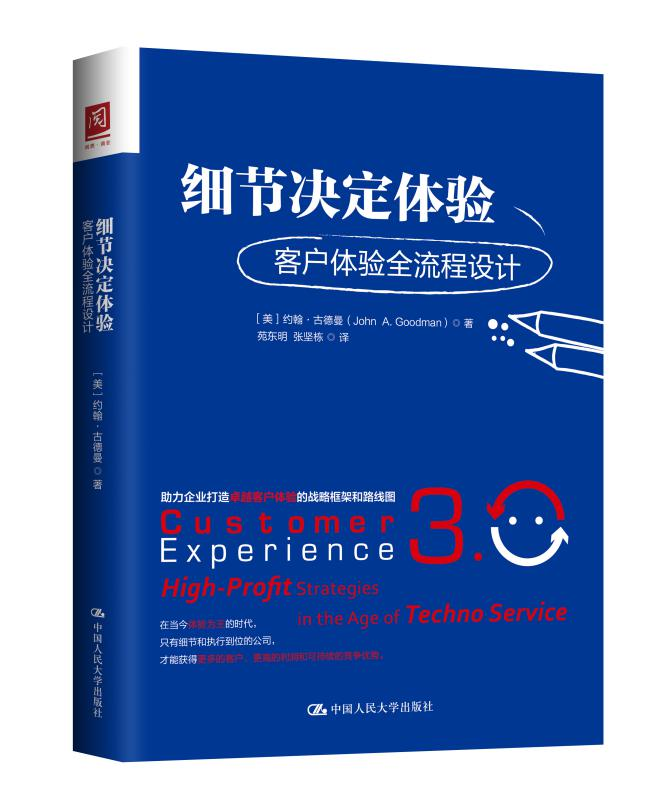 阅
阅想·商业
细节决定体验
客户体验全流程设计
[美]约翰·古德曼◎著
中国人民大学出版社
细节决定体验
客户体验全流程设计
[美]约翰·古德曼(John A. Goodman)◎著
苑东明 张坚栋◎译
助力企业打造卓越客户体验的战略框架和路线图
Customer
Experience 3.0
High-Profit Strategies
in the Age of Techno Service
在当今体验为王的时代,
只有细节和执行到位的公司,
才能获得更多的客户、更高的利润和可持续的竞争优势。
中国人民大学出版社